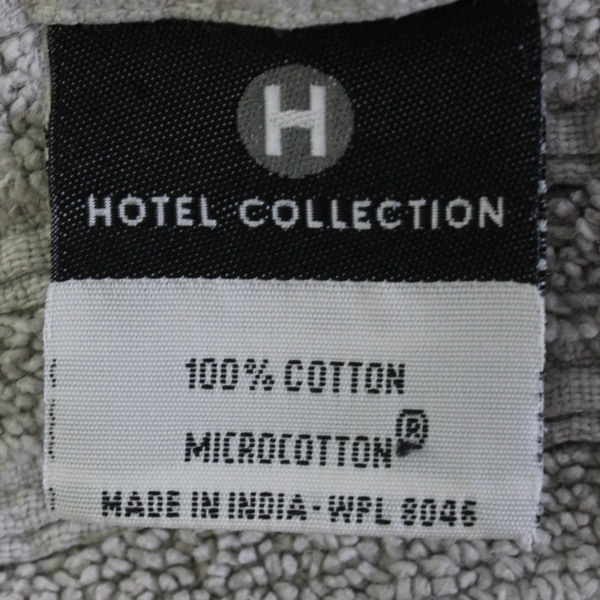 H
HOTEL COLLECTION
100% COTTON
MICROCOTTON®
MADE IN INDIA - WPL 8046